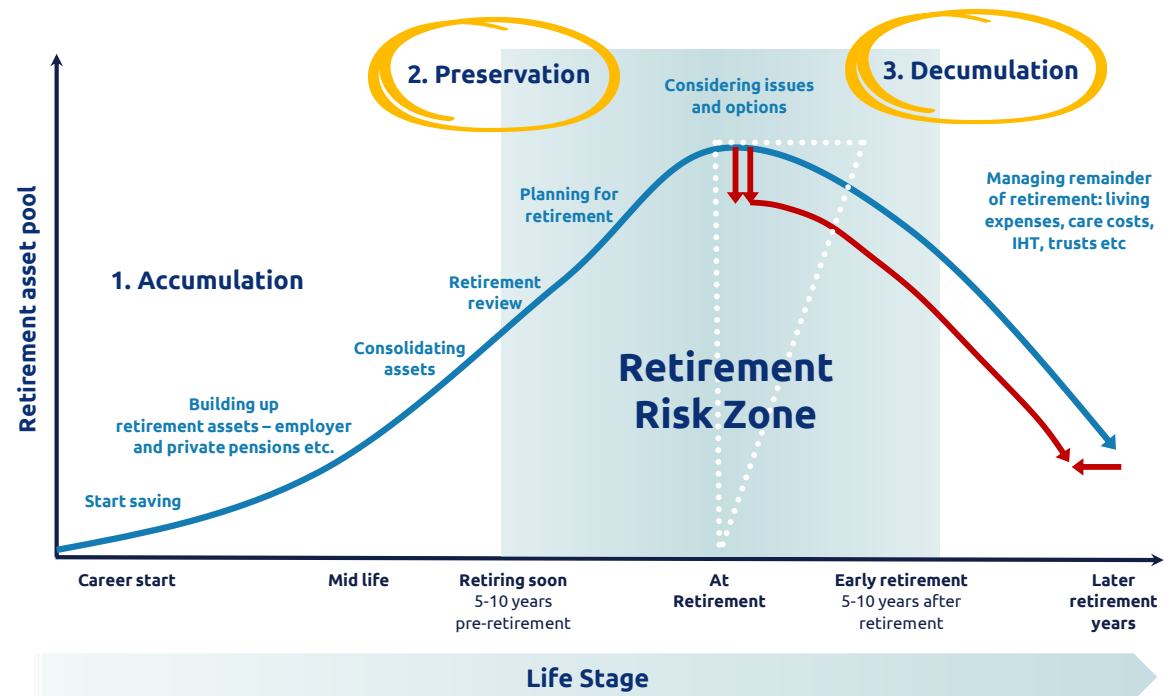 2. Preservation
3. Decumulation
Considering issues
and options
Planning for
retirement
Managing remainder
of retirement: living
expenses, care costs,
IHT, trusts etc
1. Accumulation
Retirement
review
Consolidating
assets
Retirement
Risk Zone
Building up
retirement assets – employer
and private pensions etc.
Start saving
Retirement asset pool
Career start
Mid life
Retiring soon
5-10 years
pre-retirement
At
Retirement
Early retirement
5-10 years after
retirement
Later
retirement
years
Life Stage